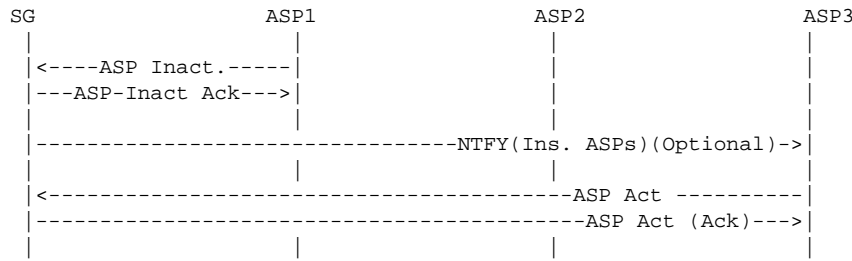 SG ASP1 ASP2 ASP3
<----ASP Inact.-----
---ASP-Inact Ack--->
---------------------------------NTFY(Ins. ASPs)(Optional)->
<------------------------------------------ASP Act ----------
-------------------------------------------ASP Act (Ack)--->